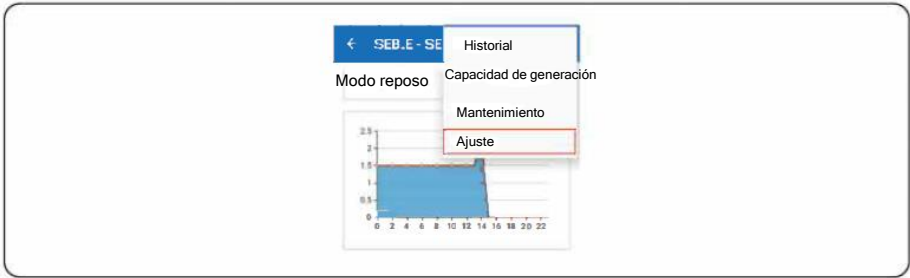 ← SEB.E - SE
Historial
Modo reposo
Capacidad de generación
Mantenimiento
Ajuste
2.5
2
1.5
1
0.5
0
0 2 4 6 8 10 12 14 16 18 20 22